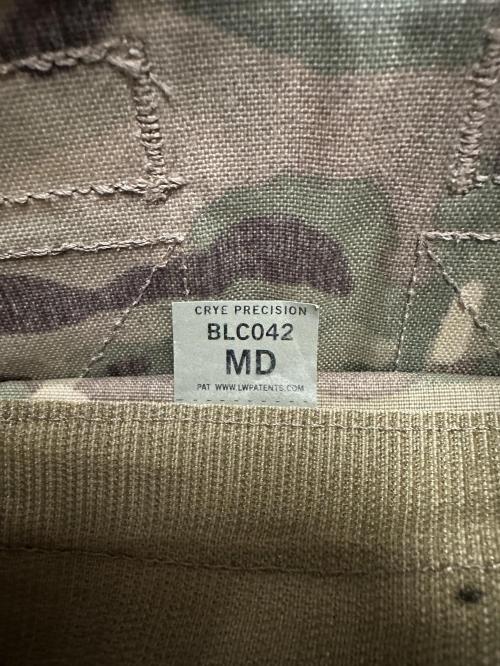 CRYE PRECISION
BLC042
MD
PAT WWW.LWPATENTS.COM